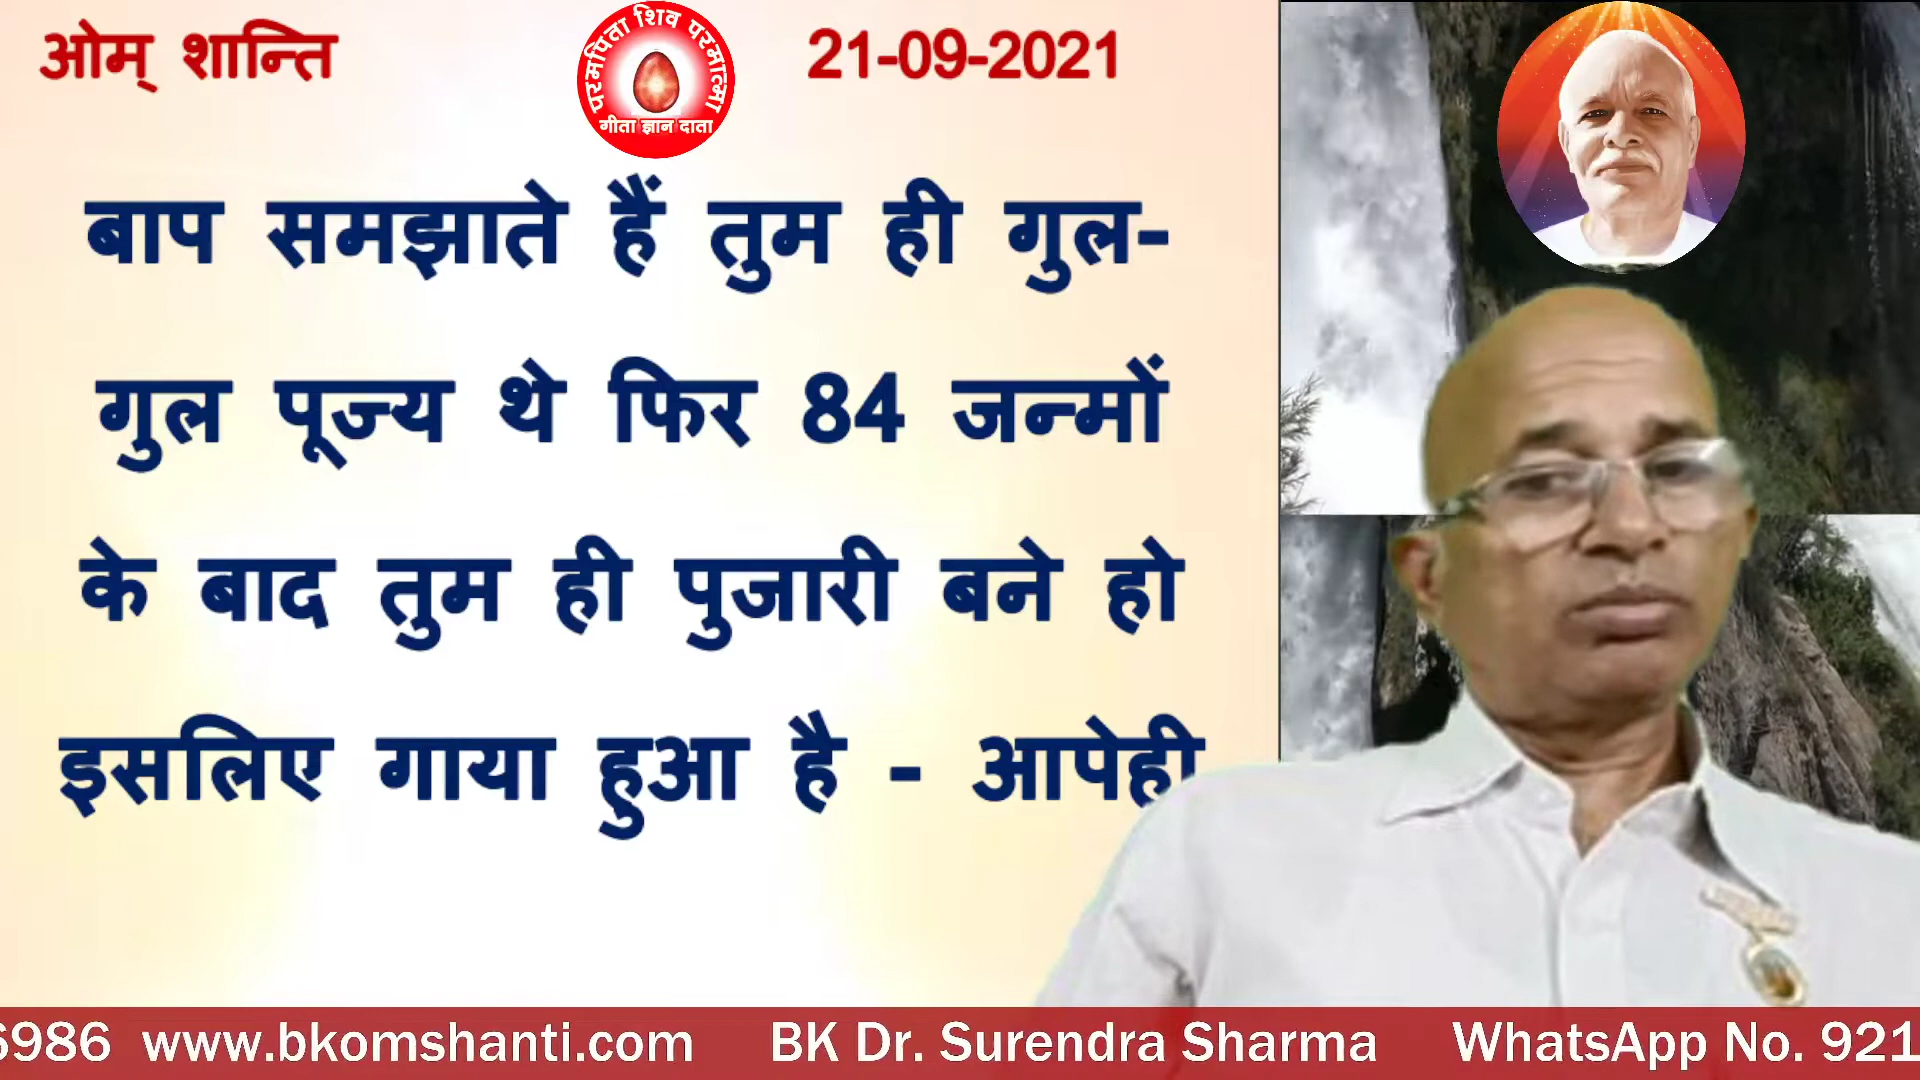 ओम् शान्ति
परमपिता शिव परमात्मा
गीता ज्ञान दाता
21-09-2021
बाप समझाते हैं तुम ही गुल-
गुल पूज्य थे फिर 84 जन्मों
के बाद तुम ही पुजारी बने हो
इसलिए गाया हुआ है - आपेही
6986 www.bkomshanti.com BK Dr. Surendra Sharma WhatsApp No. 921